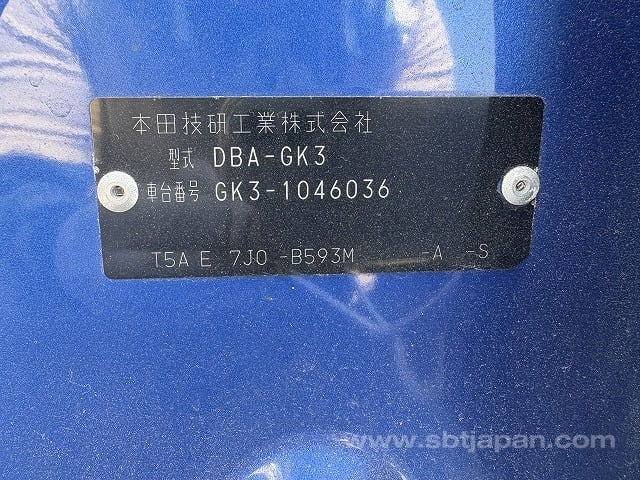 本田技研工業株式会社
型式 DBA-GK3
車台番号 GK3-1046036
T5A E 7J0 -B593M -A -S
www.sbtjapan.com